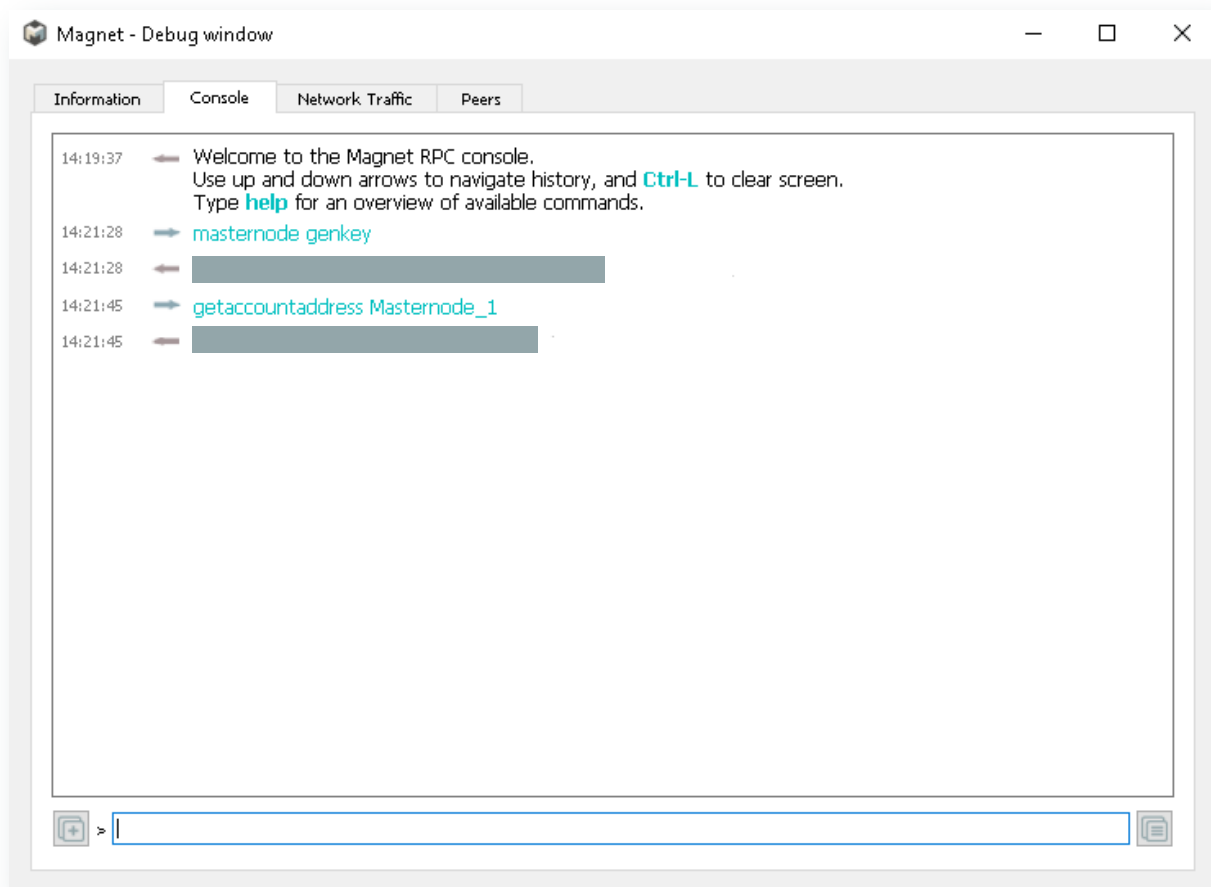 Magnet - Debug window
Information
Console
Network Traffic
Peers
14:19:37 Welcome to the Magnet RPC console.
Use up and down arrows to navigate history, and Ctrl-L to clear screen.
Type help for an overview of available commands.
14:21:28 masternode genkey
14:21:28
14:21:45 getaccountaddress Masternode_1
14:21:45
>